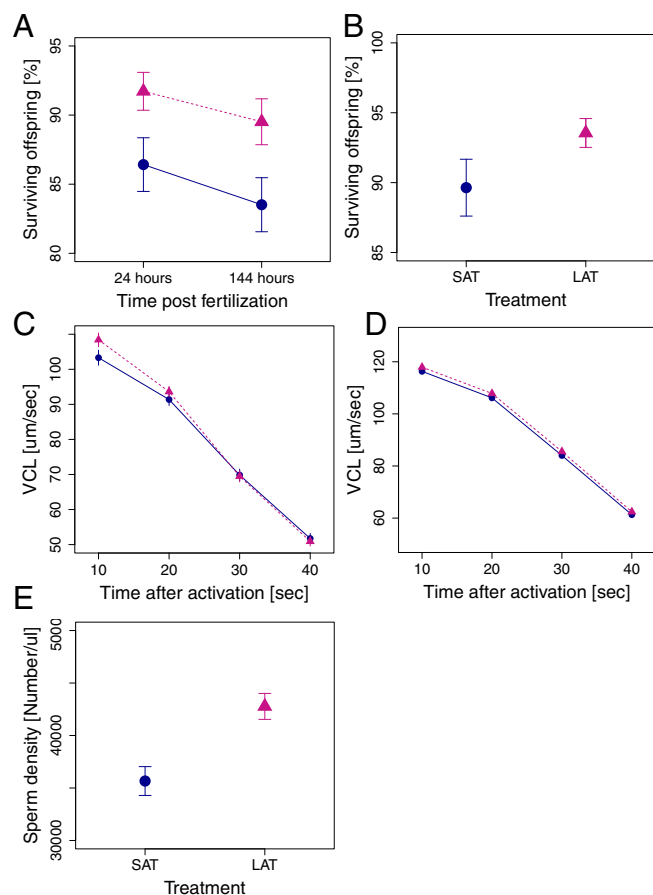 A
Surviving offspring [%]
95
90
85
80
24 hours
144 hours
Time post fertilization
B
Surviving offspring [%]
100
95
90
85
SAT
LAT
Treatment
C
VCL [um/sec]
100
90
70
50
10
20
30
40
Time after activation [sec]
D
VCL [um/sec]
120
100
80
60
10
20
30
40
Time after activation [sec]
E
Sperm density [Number/ul]
5000
40000
30000
SAT
LAT
Treatment